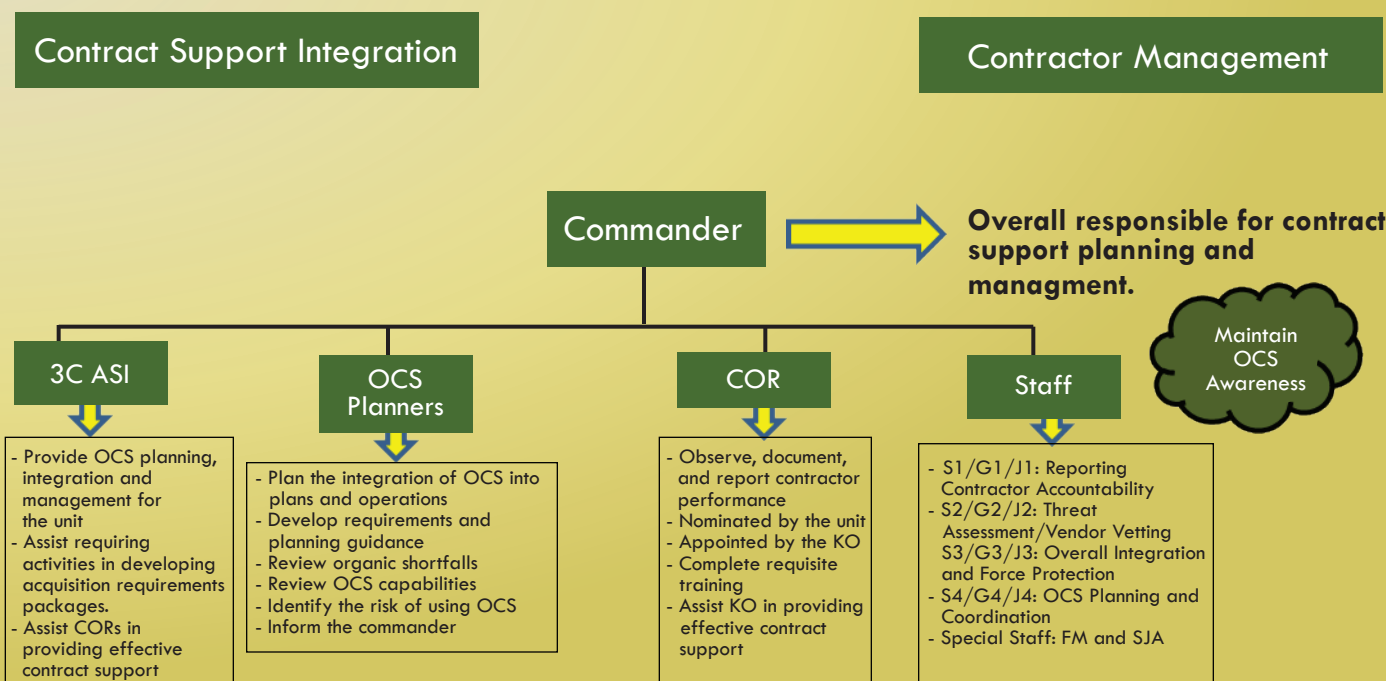 Contract Support Integration
Contractor Management
Commander
Overall responsible for contract
support planning and
managment.
Maintain
OCS
Awareness
3C ASI
- Provide OCS planning,
integration and
management for
the unit
- Assist requiring
activities in developing
acquisition requirements
packages.
- Assist CORs in
providing effective
contract support
OCS
Planners
- Plan the integration of OCS into
plans and operations
- Develop requirements and
planning guidance
- Review organic shortfalls
- Review OCS capabilities
- Identify the risk of using OCS
- Inform the commander
COR
- Observe, document,
and report contractor
performance
- Nominated by the unit
- Appointed by the KO
- Complete requisite
training
- Assist KO in providing
effective contract
support
Staff
- S1/G1/J1: Reporting
Contractor Accountability
- S2/G2/J2: Threat
Assessment/Vendor Vetting
S3/G3/J3: Overall Integration
and Force Protection
- S4/G4/J4: OCS Planning and
Coordination
- Special Staff: FM and SJA